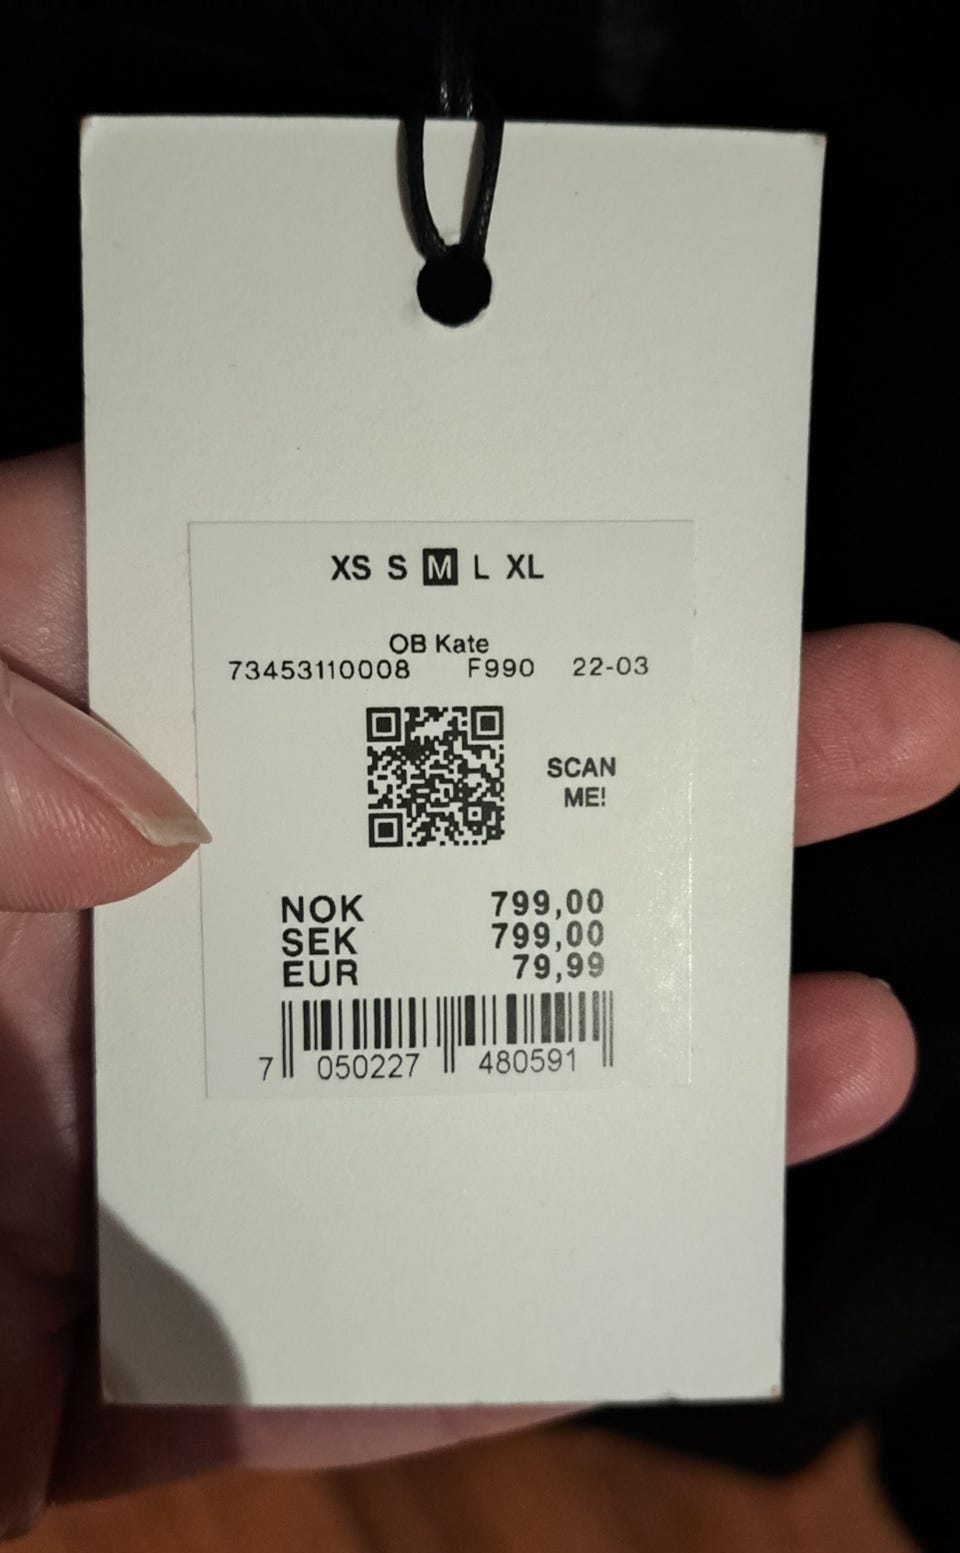 XS S M L XL
OB Kate
73453110008 F990 22-03
SCAN
ME!
NOK 799,00
SEK 799,00
EUR 79,99
7 050227 480591